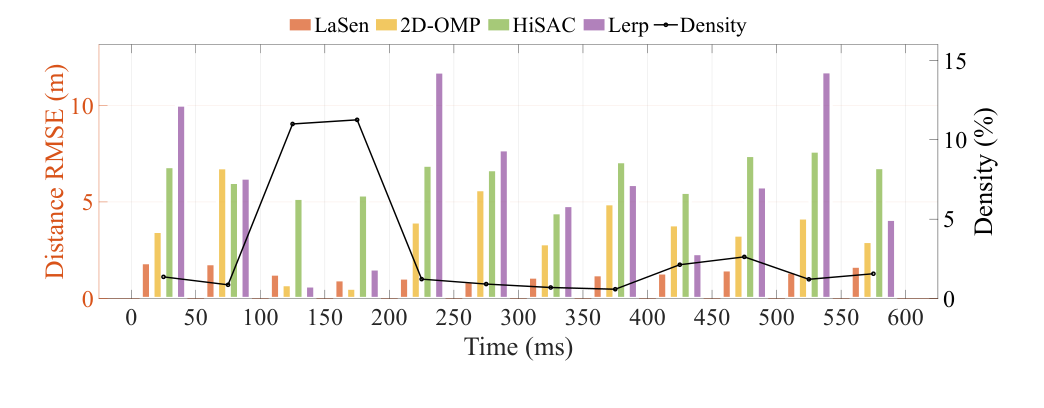 LaSen 2D-OMP HiSAC Lerp Density
Distance RMSE (m)
10
5
0
15
10
5
0
Density (%)
0 50 100 150 200 250 300 350 400 450 500 550 600
Time (ms)